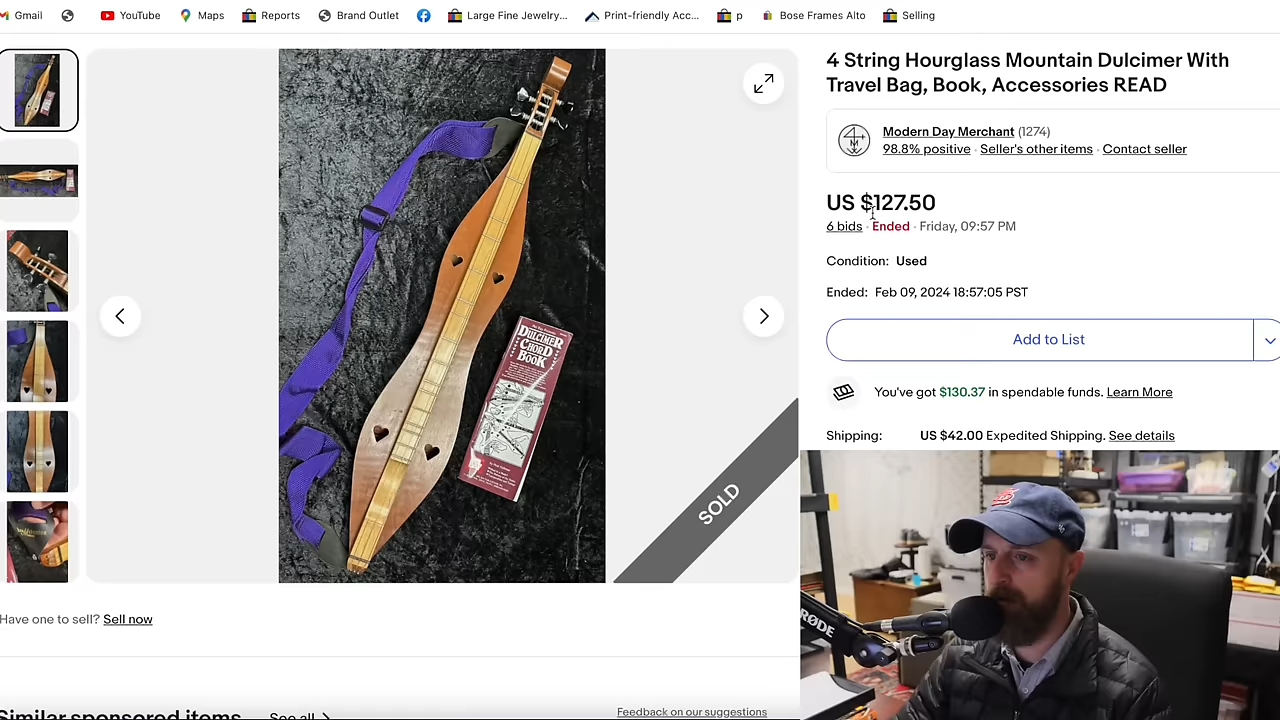 Gmail
YouTube
Maps
Reports
Brand Outlet
Large Fine Jewelry...
Print-friendly Acc...
p
Bose Frames Alto
Selling
4 String Hourglass Mountain Dulcimer With
Travel Bag, Book, Accessories READ
Modern Day Merchant (1274)
98.8% positive · Seller's other items · Contact seller
US $127.50
6 bids · Ended · Friday, 09:57 PM
Condition: Used
Ended: Feb 09, 2024 18:57:05 PST
Add to List
You've got $130.37 in spendable funds. Learn More
Shipping: US $42.00 Expedited Shipping. See details
DULCIMER
CHORD
BOOK
SOLD
RØDE
Have one to sell? Sell now
Similar sponsored items See all
Feedback on our suggestions